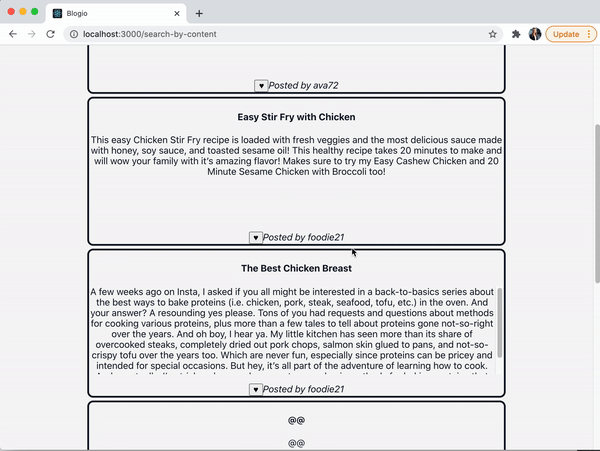 Blogio
localhost:3000/search-by-content
Update
♥ Posted by ava72
Easy Stir Fry with Chicken
This easy Chicken Stir Fry recipe is loaded with fresh veggies and the most delicious sauce made
with honey, soy sauce, and toasted sesame oil! This healthy recipe takes 20 minutes to make and
will wow your family with it's amazing flavor! Makes sure to try my Easy Cashew Chicken and 20
Minute Sesame Chicken with Broccoli too!
♥ Posted by foodie21
The Best Chicken Breast
A few weeks ago on Insta, I asked if you all might be interested in a back-to-basics series about
the best ways to bake proteins (i.e. chicken, pork, steak, seafood, tofu, etc.) in the oven. And
your answer? A resounding yes please. Tons of you had requests and questions about methods
for cooking various proteins, plus more than a few tales to tell about proteins gone not-so-right
over the years. And oh boy, I hear ya. My little kitchen has seen more than its share of
overcooked steaks, completely dried out pork chops, salmon skin glued to pans, and not-so-
crispy tofu over the years too. Which are never fun, especially since proteins can be pricey and
intended for special occasions. But hey, it's all part of the adventure of learning how to cook.
♥ Posted by foodie21
@@
@@